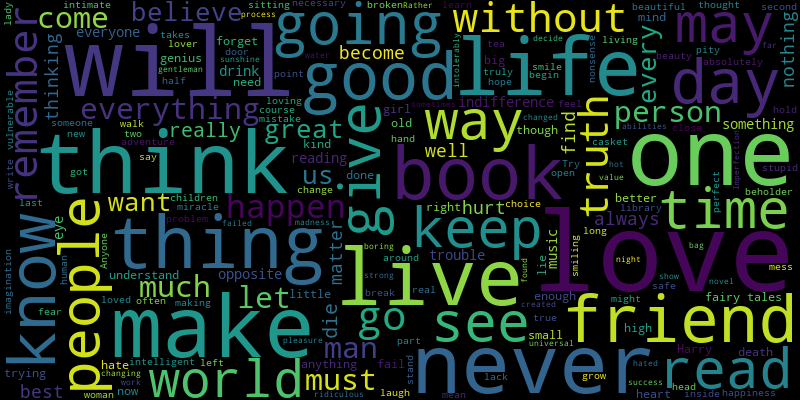 will
going
good
life
without
believe
come
may
day
one
think
everything
remember
know
people
want
thing
happen
give
live
book
way
truth
love
person
time
keep
always
friend
never
read
see
go
make
world
must
man
die
let
much
best
us
great
really
become
indifference
well
though
find
hurt
right
choice
music
lie
matter
opposite
trouble
little
understand
often
making
loved
hate
changing
work
now
woman
trying
fear
human
imagination
last
eye
Anyone
problem
children
miracle
got
say
adventure
new
someone
two
walk
write
vulnerable
thinking
lady
intimate
process
sitting
necessary
broken
Rather
learn
everyone
takes
lover
genius
gentleman
half
forget
door
sunshine
drink
need
point
water
loving
course
mistake
kind
reading
change
done
old
hand
girl
tea
big
truly
hope
smile
begin
intolerably
decide
nonsense
living
every
beautiful
mind
thought
second
beauty
pity
absolutely
far
nothing
hold
something
close
changed
feel
sometimes
abilities
Try
open
casket
not
value
imperfection
stupid
beholder
perfect
better
library
long
smiling
bag
mess
night
show
safe
novel
fairy tales
might
high
small
enough
created
true
universal
found
boring
around
strong
break
real
part
anything
fail
ridiculous
laugh
stand
lack
mean
grow
hated
success
Harry
death
head
heart
inside
happiness
pleasure
madness
failed
intelligent
left